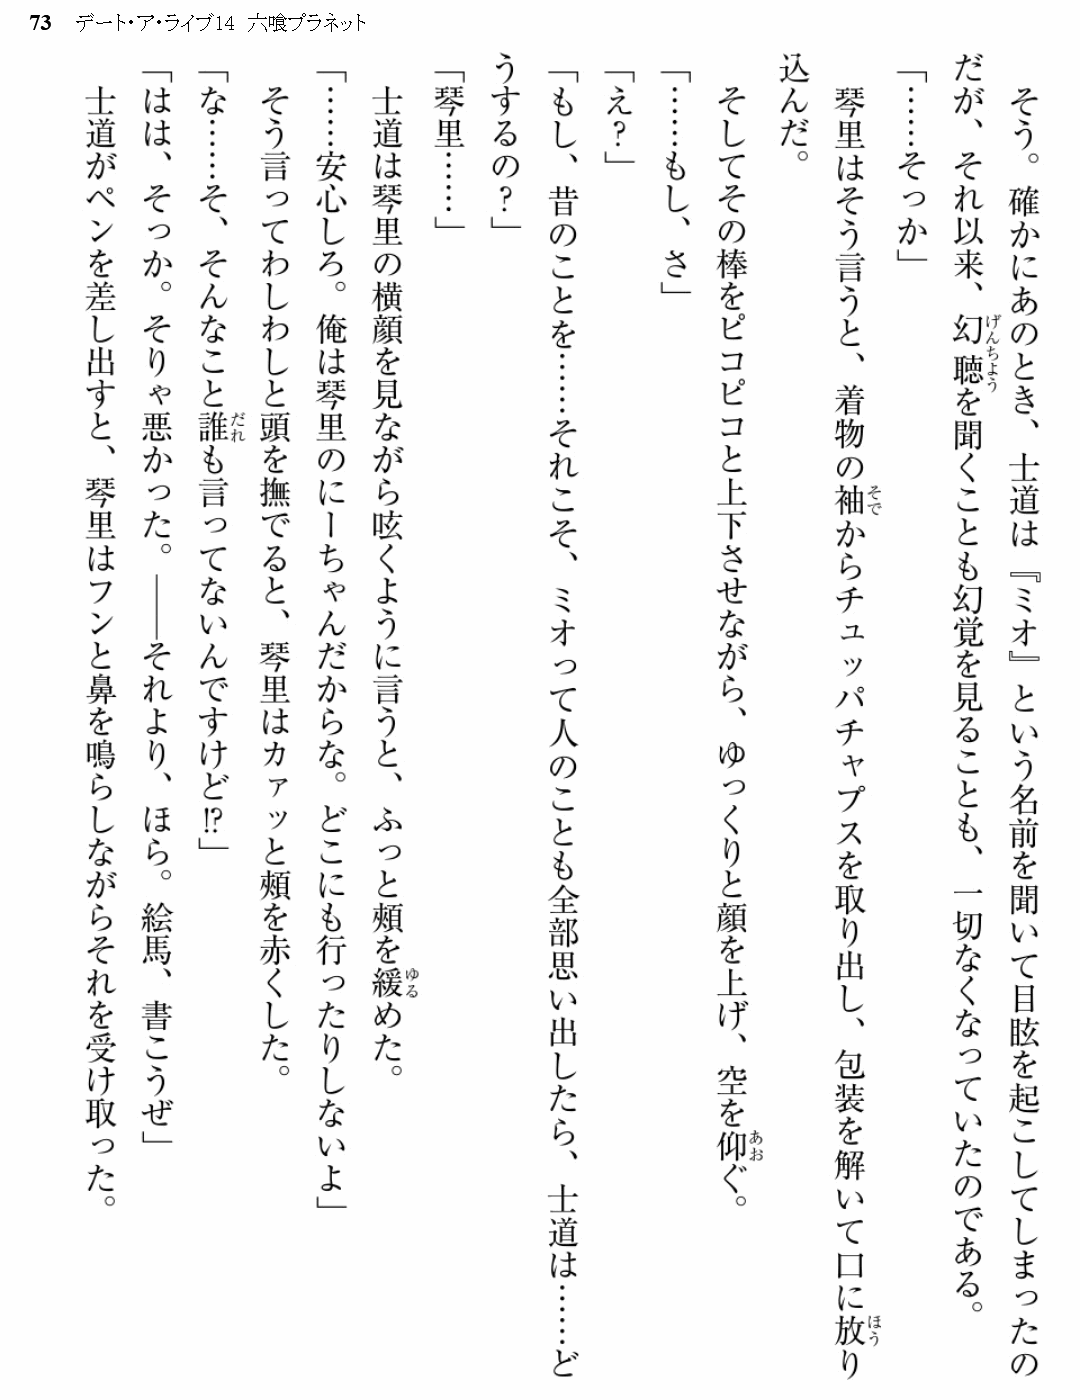 73 デート・ア・ライブ14 六喰プラネット
そう。確かにあのとき、士道は『ミオ』という名前を聞いて目眩を起こしてしまったの
だが、それ以来、幻聴を聞くことも幻覚を見ることも、一切なくなっていたのである。
「……そっか」
琴里はそう言うと、着物の袖からチュッパチャプスを取り出し、包装を解いて口に放り
込んだ。
そしてその棒をピコピコと上下させながら、ゆっくりと顔を上げ、空を仰ぐ。
「……もし、さ」
「え？」
「もし、昔のことを……それこそ、ミオって人のことも全部思い出したら、士道は……ど
うするの？」
「琴里……」
士道は琴里の横顔を見ながら呟くように言うと、ふっと頰を緩めた。
「……安心しろ。俺は琴里のにーちゃんだからな。どこにも行ったりしないよ」
そう言ってわしわしと頭を撫でると、琴里はカァッと頰を赤くした。
「な……そ、そんなこと誰も言ってないんですけど!?」
「はは、そっか。そりゃ悪かった。――それより、ほら。絵馬、書こうぜ」
士道がペンを差し出すと、琴里はフンと鼻を鳴らしながらそれを受け取った。